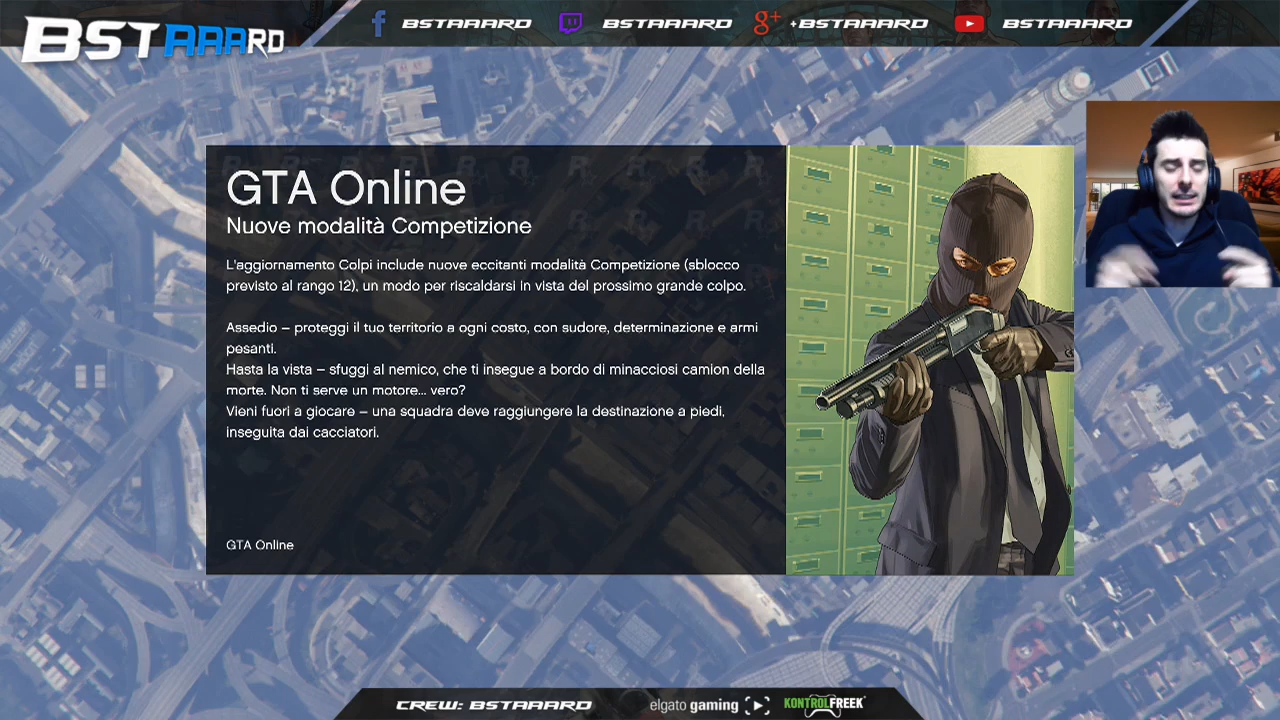 BSTAAARD
BSTAAARD
BSTAAARD
g+ +BSTAAARD
BSTAAARD
GTA Online
Nuove modalità Competizione
L'aggiornamento Colpi include nuove eccitanti modalità Competizione (sblocco
previsto al rango 12), un modo per riscaldarsi in vista del prossimo grande colpo.
Assedio – proteggi il tuo territorio a ogni costo, con sudore, determinazione e armi
pesanti.
Hasta la vista – sfuggi al nemico, che ti insegue a bordo di minacciosi camion della
morte. Non ti serve un motore... vero?
Vieni fuori a giocare – una squadra deve raggiungere la destinazione a piedi,
inseguita dai cacciatori.
GTA Online
CREW: BSTAAARD
elgato gaming
KONTROLFREEK